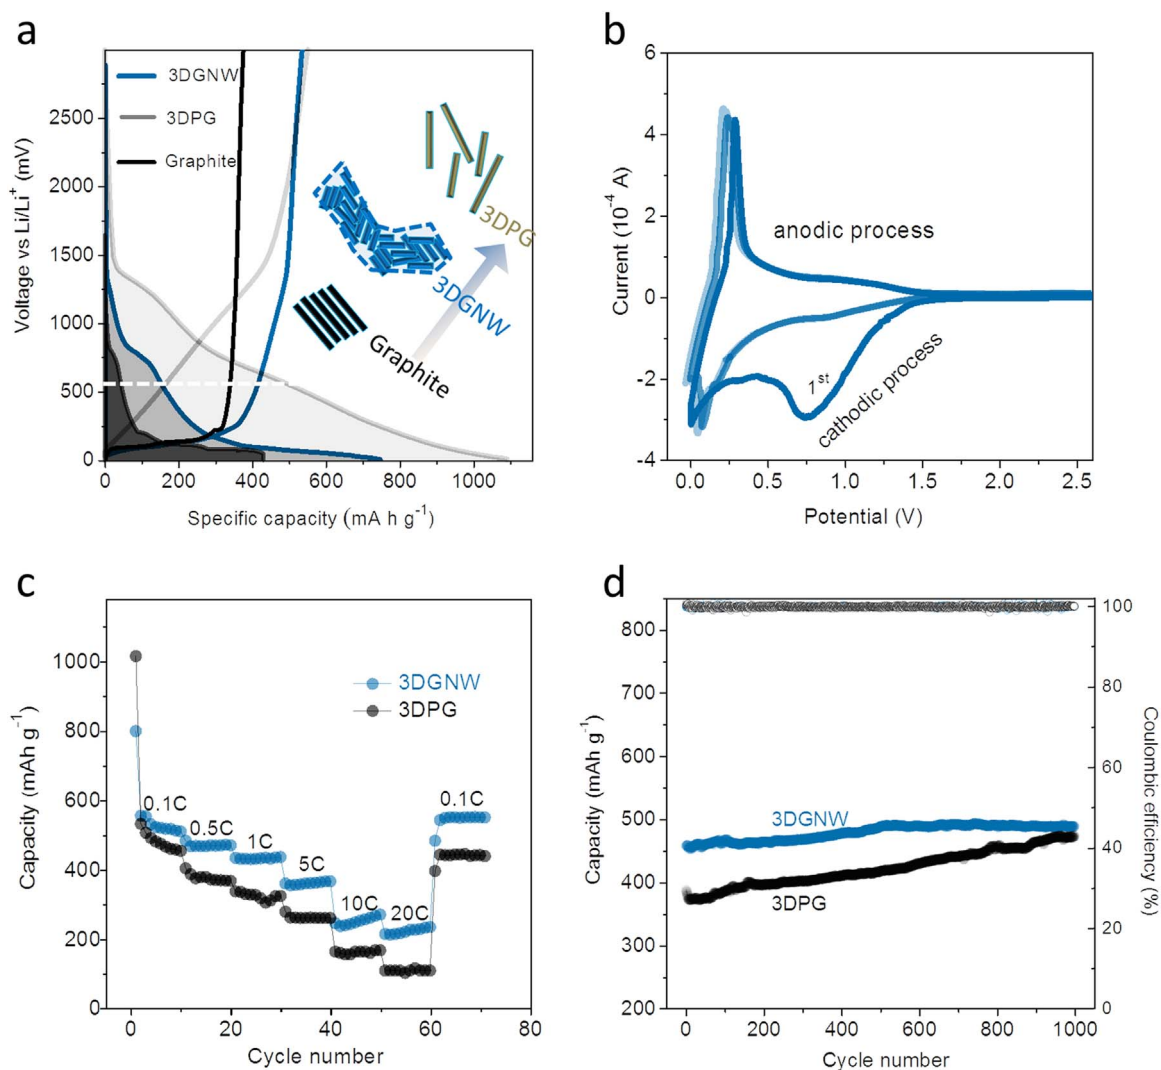 a
3DGNW
3DPG
Graphite
Voltage vs Li/Li⁺ (mV)
2500
2000
1500
1000
500
0
0 200 400 600 800 1000
Specific capacity (mA h g⁻¹)
3DPG
3DGNW
Graphite
b
Current (10⁻⁴ A)
6
4
2
0
-2
-4
0.0 0.5 1.0 1.5 2.0 2.5
Potential (V)
anodic process
1ˢᵗ
cathodic process
c
Capacity (mAh g⁻¹)
1000
800
600
400
200
0
0 20 40 60 80
Cycle number
3DGNW
3DPG
0.1C
0.5C
1C
5C
10C
20C
0.1C
d
Capacity (mAh g⁻¹)
800
700
600
500
400
300
200
0 200 400 600 800 1000
Cycle number
3DGNW
3DPG
100
80
60
40
20
0
Coulombic efficiency (%)